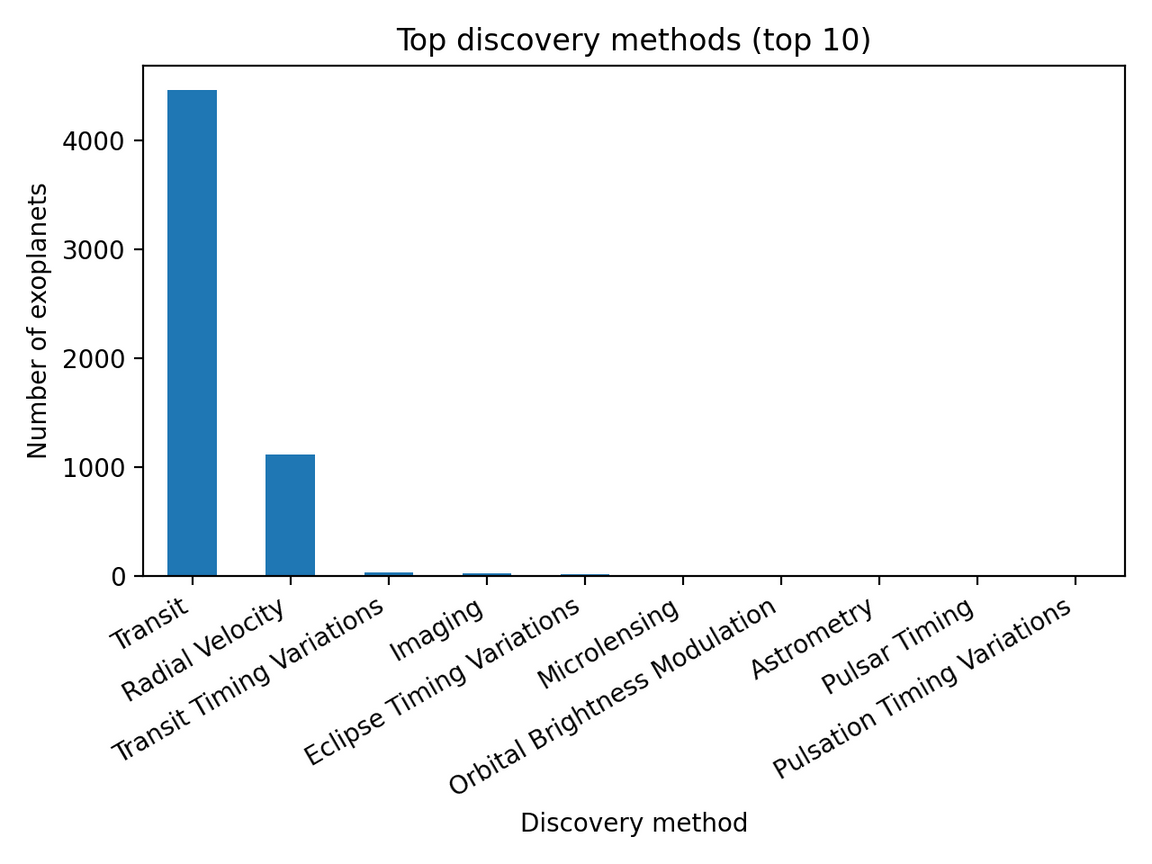 Top discovery methods (top 10)
Number of exoplanets
4000
3000
2000
1000
0
Transit
Radial Velocity
Transit Timing Variations
Imaging
Eclipse Timing Variations
Microlensing
Orbital Brightness Modulation
Astrometry
Pulsar Timing
Pulsation Timing Variations
Discovery method